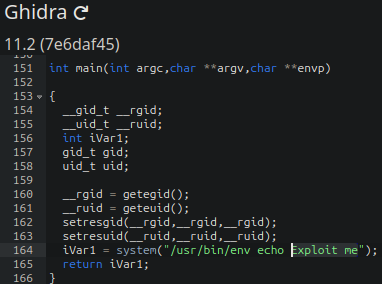 Ghidra
11.2 (7e6daf45)
151 int main(int argc,char **argv,char **envp)
152
153 {
154 __gid_t __rgid;
155 __uid_t __ruid;
156 int iVar1;
157 gid_t gid;
158 uid_t uid;
159
160 __rgid = getegid();
161 __ruid = geteuid();
162 setresgid(__rgid,__rgid,__rgid);
163 setresuid(__ruid,__ruid,__ruid);
164 iVar1 = system("/usr/bin/env echo Exploit me");
165 return iVar1;
166 }